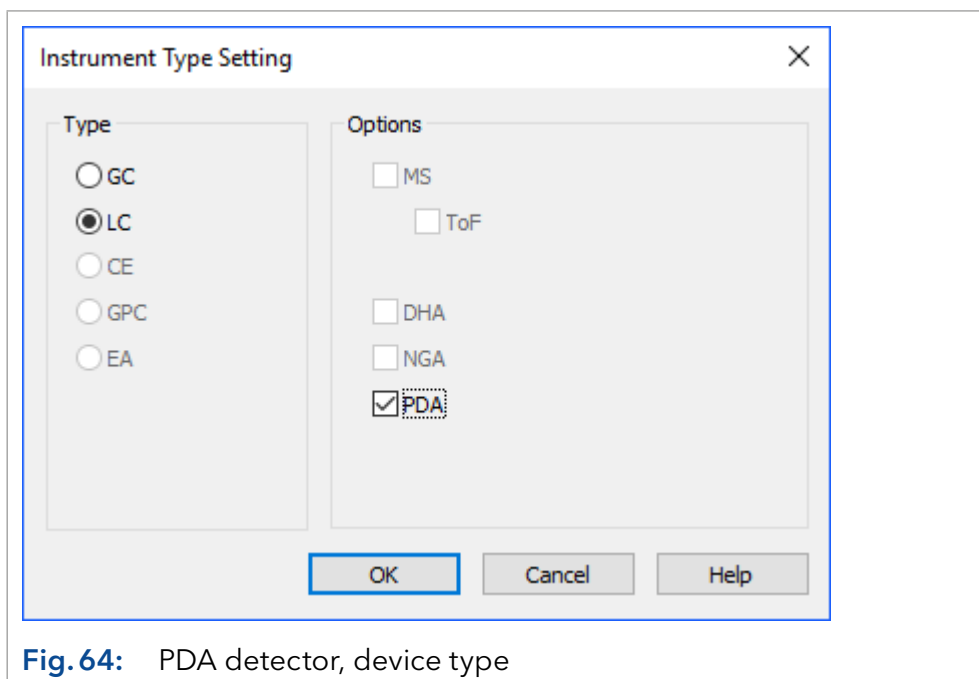 Instrument Type Setting
Type
GC
LC
CE
GPC
EA
Options
MS
ToF
DHA
NGA
PDA
OK
Cancel
Help
Fig. 64: PDA detector, device type